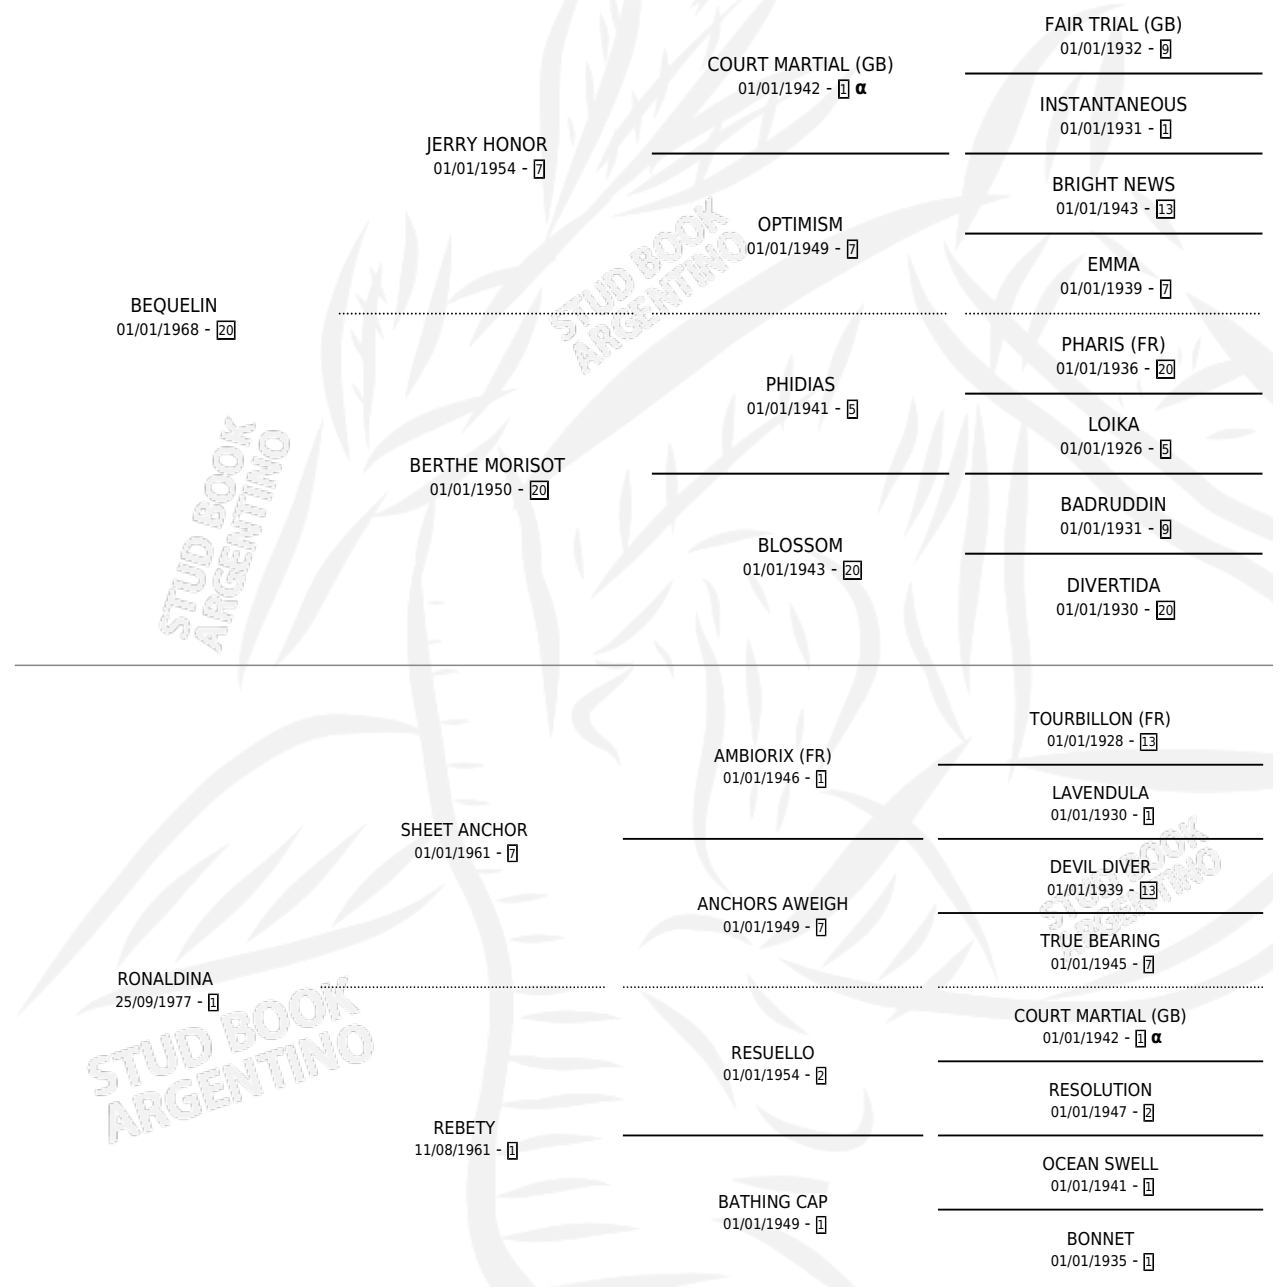 FAIR TRIAL (GB)
01/01/1932 - 9
COURT MARTIAL (GB)
01/01/1942 - 1 α
INSTANTANEOUS
01/01/1931 - 1
JERRY HONOR
01/01/1954 - 7
BRIGHT NEWS
01/01/1943 - 13
OPTIMISM
01/01/1949 - 7
EMMA
01/01/1939 - 7
BEQUELIN
01/01/1968 - 20
PHARIS (FR)
01/01/1936 - 20
PHIDIAS
01/01/1941 - 5
LOIKA
01/01/1926 - 5
BERTHE MORISOT
01/01/1950 - 20
BADRUDDIN
01/01/1931 - 9
BLOSSOM
01/01/1943 - 20
DIVERTIDA
01/01/1930 - 20
TOURBILLON (FR)
01/01/1928 - 13
AMBIORIX (FR)
01/01/1946 - 1
LAVENDULA
01/01/1930 - 1
SHEET ANCHOR
01/01/1961 - 7
DEVIL DIVER
01/01/1939 - 13
ANCHORS AWEIGH
01/01/1949 - 7
TRUE BEARING
01/01/1945 - 7
RONALDINA
25/09/1977 - 1
COURT MARTIAL (GB)
01/01/1942 - 1 α
RESUELLO
01/01/1954 - 2
RESOLUTION
01/01/1947 - 2
REBETY
11/08/1961 - 1
OCEAN SWELL
01/01/1941 - 1
BATHING CAP
01/01/1949 - 1
BONNET
01/01/1935 - 1
STUD BOOK
ARGENTINO
STUD BOOK
ARGENTINO
STUD BOOK
ARGENTINO
STUD BOOK
ARGENTINO